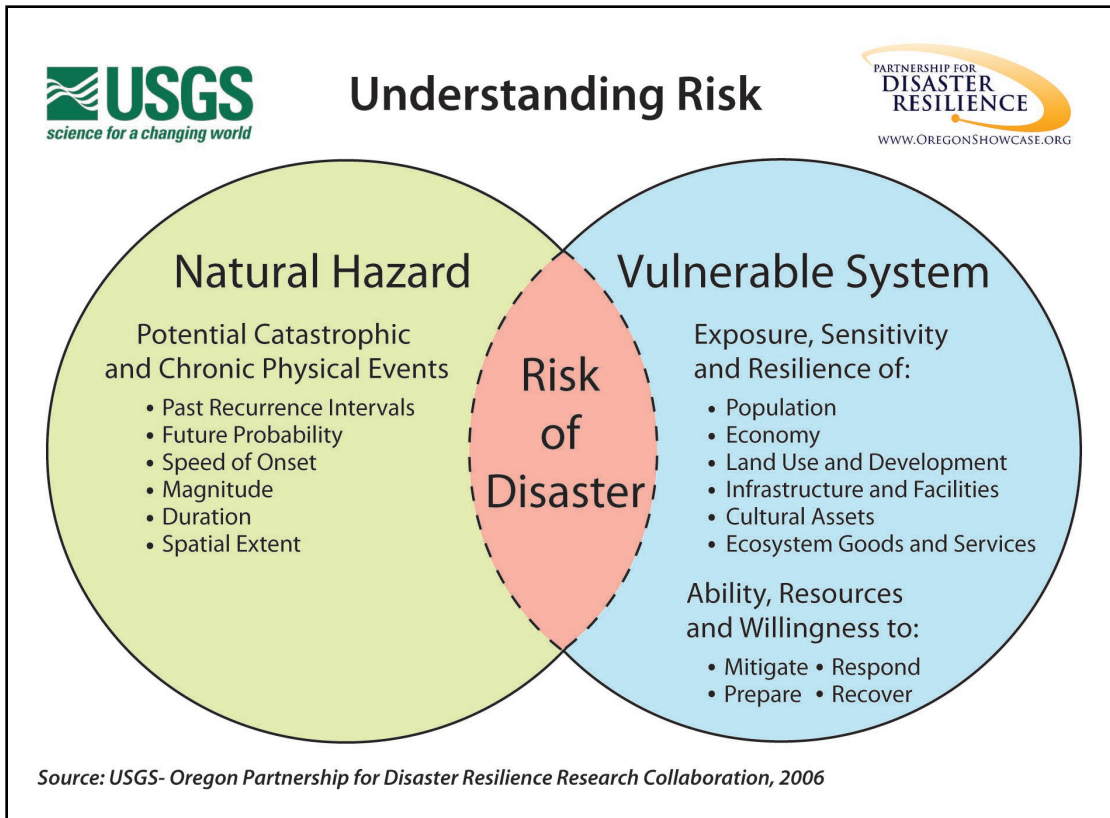 USGS
science for a changing world
Understanding Risk
PARTNERSHIP FOR
DISASTER
RESILIENCE
WWW.OREGONSHOWCASE.ORG
Natural Hazard
Potential Catastrophic
and Chronic Physical Events
• Past Recurrence Intervals
• Future Probability
• Speed of Onset
• Magnitude
• Duration
• Spatial Extent
Risk
of
Disaster
Vulnerable System
Exposure, Sensitivity
and Resilience of:
• Population
• Economy
• Land Use and Development
• Infrastructure and Facilities
• Cultural Assets
• Ecosystem Goods and Services
Ability, Resources
and Willingness to:
• Mitigate • Respond
• Prepare • Recover
Source: USGS- Oregon Partnership for Disaster Resilience Research Collaboration, 2006